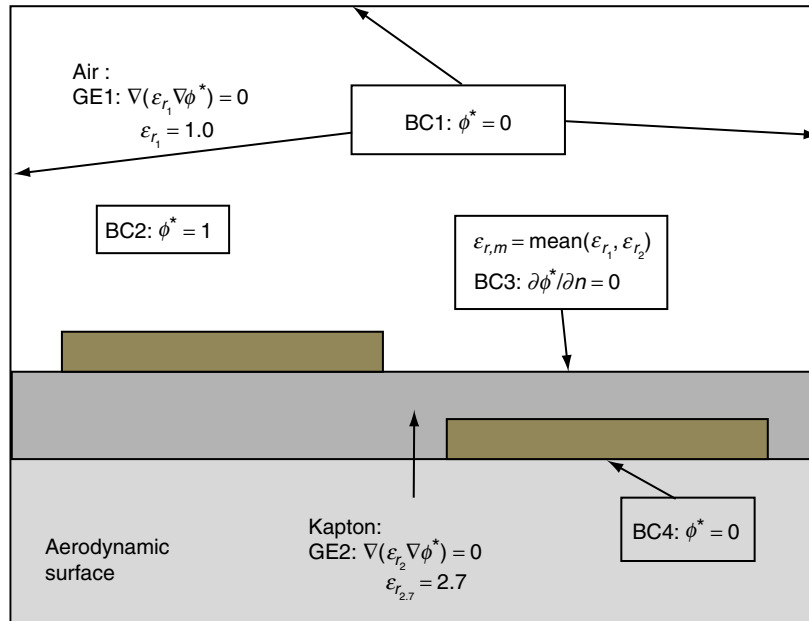 Air :
GE1: ∇(ε_{r_1}∇ϕ^*) = 0
ε_{r_1} = 1.0
BC1: ϕ^* = 0
BC2: ϕ^* = 1
ε_{r,m} = mean(ε_{r_1}, ε_{r_2})
BC3: ∂ϕ^*/∂n = 0
Kapton:
GE2: ∇(ε_{r_2}∇ϕ^*) = 0
ε_{r_{2.7}} = 2.7
BC4: ϕ^* = 0
Aerodynamic
surface